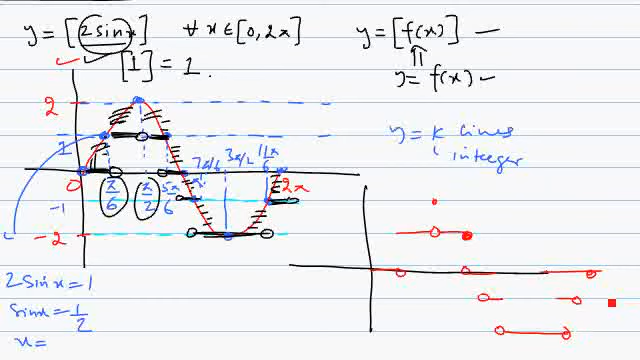 y = [2sinx] ∀ x∈[0,2π]
[1] = 1.
y = [f(x)] —
⇑
y = f(x) —
y = k lines
integer
2
1
0
π/6 π/2 5π/6 π 7π/6 3π/2 11π/6 2π
-1
-2
2sinx = 1
sinx = 1/2
x =